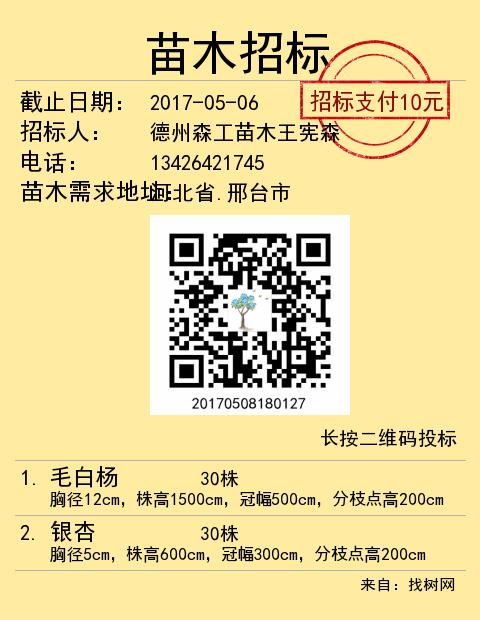 苗木招标
招标支付10元
截止日期: 2017-05-06
招标人: 德州森工苗木王宪森
电话: 13426421745
苗木需求地址: 河北省.邢台市
20170508180127
长按二维码投标
1. 毛白杨 30株
胸径12cm, 株高1500cm, 冠幅500cm, 分枝点高200cm
2. 银杏 30株
胸径5cm, 株高600cm, 冠幅300cm, 分枝点高200cm
来自: 找树网